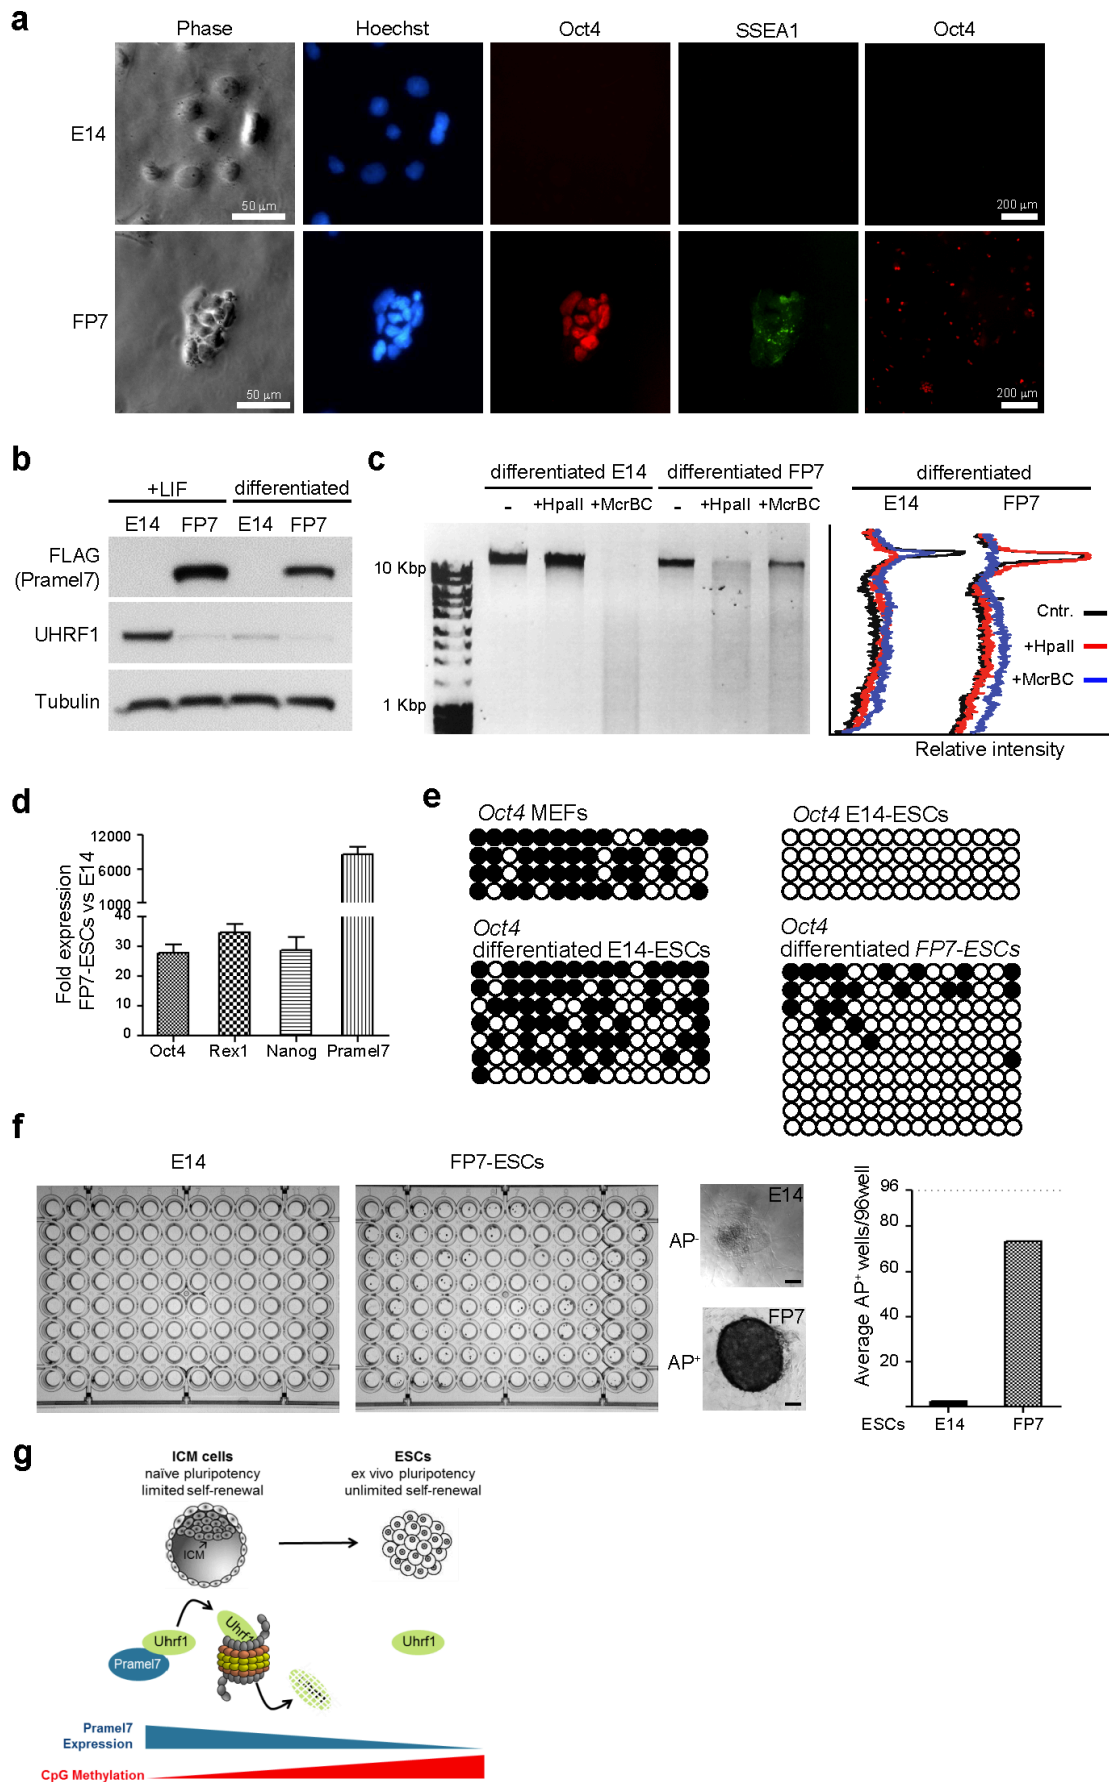 a
Phase Hoechst Oct4 SSEA1 Oct4
E14
50 µm
200 µm
FP7
50 µm
200 µm
b
+LIF differentiated
E14 FP7 E14 FP7
FLAG
(Pramel7)
UHRF1
Tubulin
c
differentiated E14 differentiated FP7
- +HpaII +McrBC - +HpaII +McrBC
10 Kbp
1 Kbp
differentiated
E14 FP7
Cntr.
+HpaII
+McrBC
Relative intensity
d
Fold expression
FP7-ESCs vs E14
12000
6000
1000
40
30
20
10
0
Oct4 Rex1 Nanog Pramel7
e
Oct4 MEFs
Oct4 E14-ESCs
Oct4
differentiated E14-ESCs
Oct4
differentiated FP7-ESCs
f
E14
FP7-ESCs
AP-
E14
AP+
FP7
Average AP+ wells/96well
96
80
60
40
20
ESCs E14 FP7
g
ICM cells
naïve pluripotency
limited self-renewal
ESCs
ex vivo pluripotency
unlimited self-renewal
ICM
Uhrf1
Pramel7
Uhrf1
Uhrf1
Pramel7
Expression
CpG Methylation